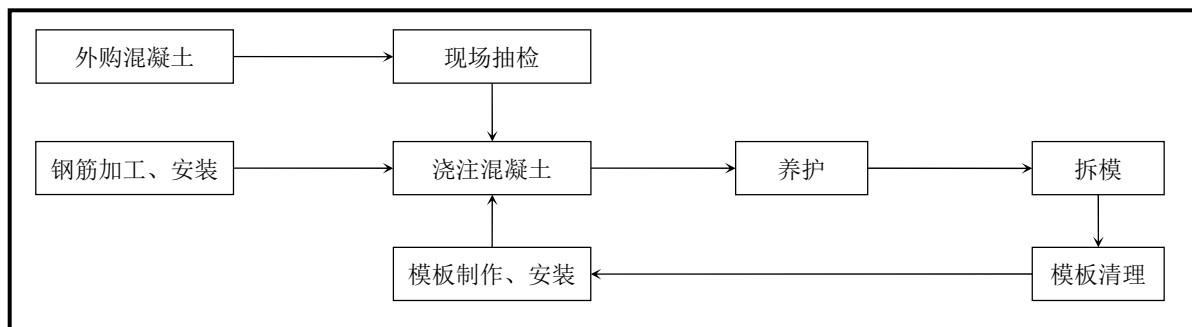 外购混凝土
现场抽检
钢筋加工、安装
浇注混凝土
养护
拆模
模板制作、安装
模板清理